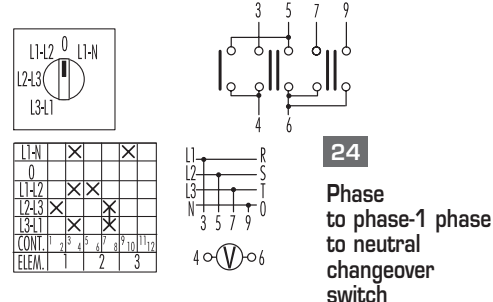 0
L1-L2 L1-N
L2-L3
L3-L1
3 5 7 9
4 6
L1-N
0
L1-L2
L2-L3
L3-L1
CONT. 1 2 3 4 5 6 7 8 9 10 11 12
ELEM. 1 2 3
L1 R
L2 S
L3 T
N 0
3 5 7 9
4 V 6
24
Phase
to phase-1 phase
to neutral
changeover
switch